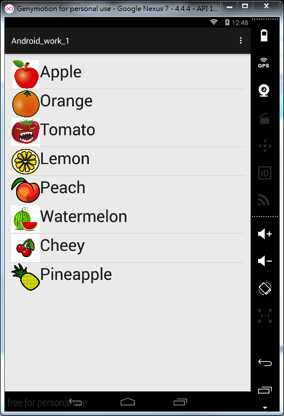 Genymotion for personal use - Google Nexus 7 - 4.4.4 - API 1...
12:48
Android_work_1
GPS
Apple
Orange
Tomato
Lemon
ID
Peach
Watermelon
Cheey
Pineapple
free for personal use